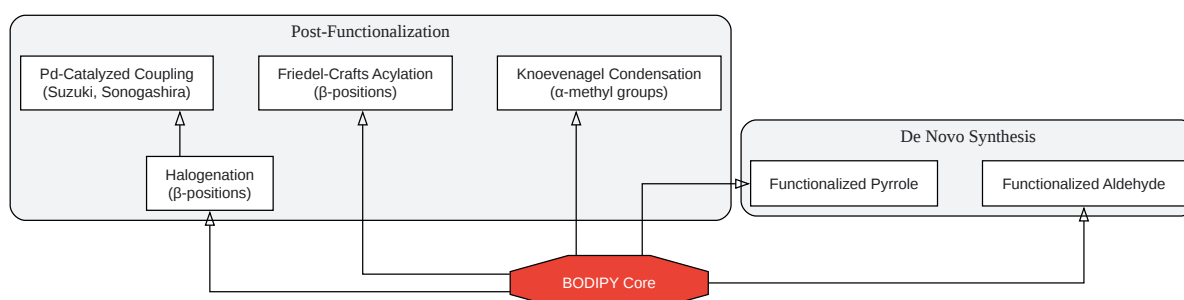 Post-Functionalization
Pd-Catalyzed Coupling
(Suzuki, Sonogashira)
Friedel-Crafts Acylation
(β-positions)
Knoevenagel Condensation
(α-methyl groups)
Halogenation
(β-positions)
De Novo Synthesis
Functionalized Pyrrole
Functionalized Aldehyde
BODIPY Core